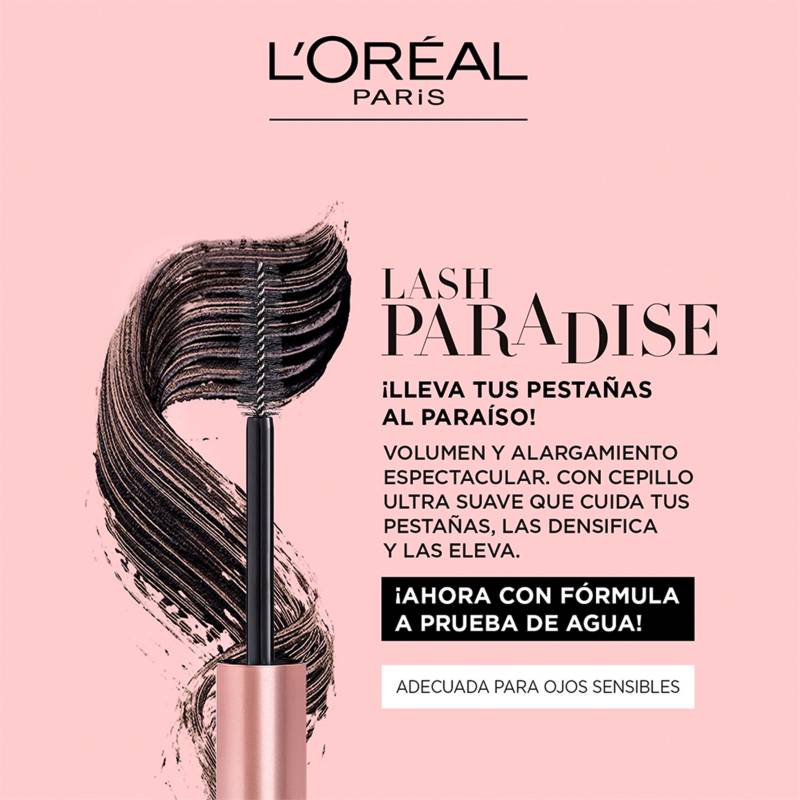 L'ORÉAL
PARiS
LASH
PARADISE
¡LLEVA TUS PESTAÑAS
AL PARAÍSO!
VOLUMEN Y ALARGAMIENTO
ESPECTACULAR. CON CEPILLO
ULTRA SUAVE QUE CUIDA TUS
PESTAÑAS, LAS DENSIFICA
Y LAS ELEVA.
¡AHORA CON FÓRMULA
A PRUEBA DE AGUA!
ADECUADA PARA OJOS SENSIBLES